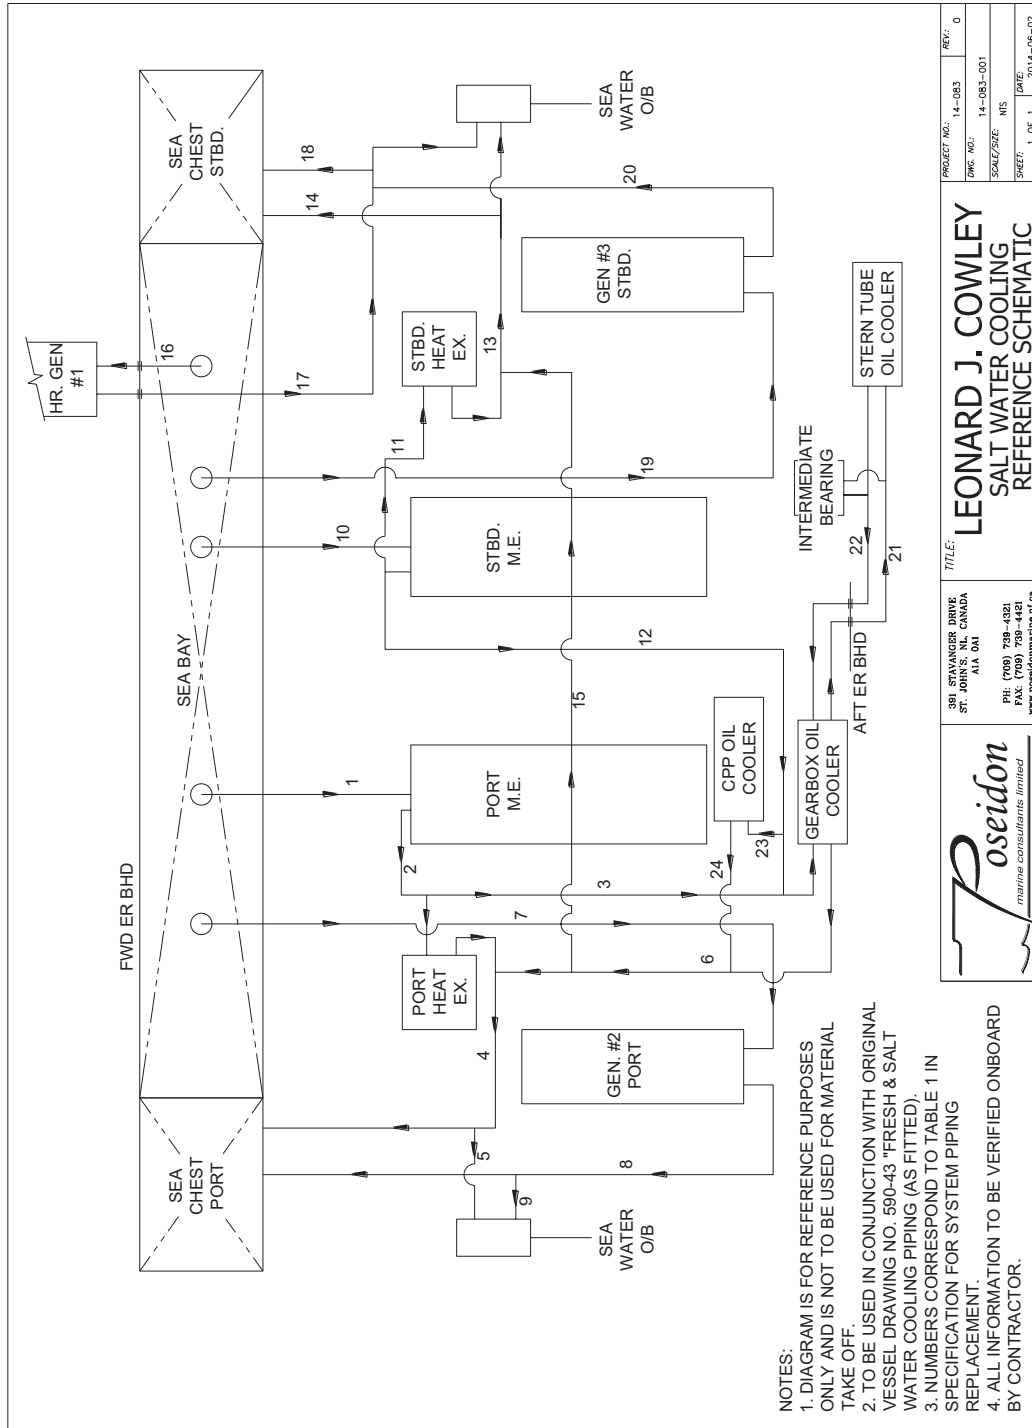 FWD ER BHD
SEA BAY
SEA
CHEST
PORT
SEA
CHEST
STBD.
HR. GEN
#1
16
17
18
14
20
1
2
3
4
5
6
7
8
9
10
11
12
13
15
19
21
22
23
24
PORT
HEAT
EX.
STBD.
HEAT
EX.
PORT
M.E.
STBD.
M.E.
GEN. #2
PORT
GEN #3
STBD.
SEA
WATER
O/B
SEA
WATER
O/B
CPP OIL
COOLER
GEARBOX OIL
COOLER
AFT ER BHD
INTERMEDIATE
BEARING
STERN TUBE
OIL COOLER
NOTES:
1. DIAGRAM IS FOR REFERENCE PURPOSES
ONLY AND IS NOT TO BE USED FOR MATERIAL
TAKE OFF.
2. TO BE USED IN CONJUNCTION WITH ORIGINAL
VESSEL DRAWING NO. 590-43 "FRESH & SALT
WATER COOLING PIPING (AS FITTED).
3. NUMBERS CORRESPOND TO TABLE 1 IN
SPECIFICATION FOR SYSTEM PIPING
REPLACEMENT.
4. ALL INFORMATION TO BE VERIFIED ONBOARD
BY CONTRACTOR.
Poseidon
marine consultants limited
391 STAVANGER DRIVE
ST. JOHN'S, NL, CANADA
A1A 0A1
PH: (709) 739-4321
FAX: (709) 739-4421
TITLE:
LEONARD J. COWLEY
SALT WATER COOLING
REFERENCE SCHEMATIC
PROJECT NO.: 14-083
REV.: 0
DWG. NO.: 14-083-001
SCALE/SIZE: NTS
SHEET: 1 OF 1
DATE: 2014-06-02